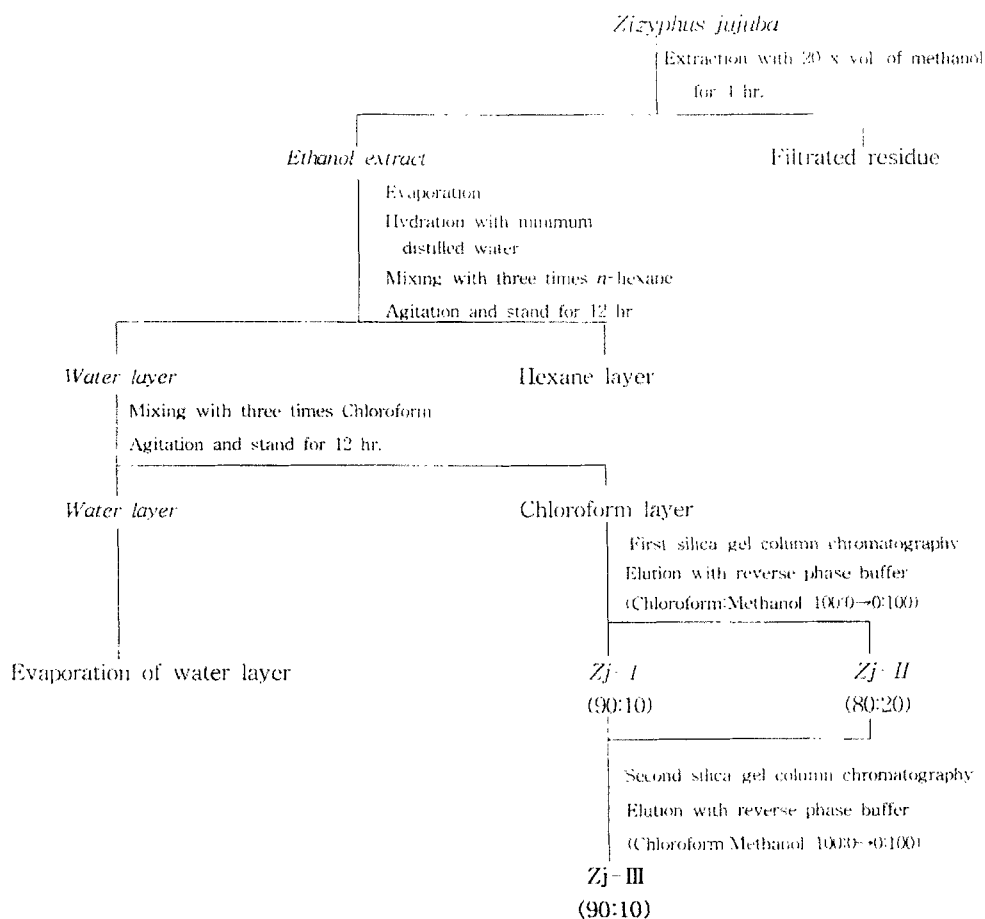 Zizyphus jujuba
Extraction with 20 x vol. of methanol
for 4 hr.
Ethanol extract
Filtrated residue
Evaporation
Hydration with minimum
distilled water
Mixing with three times n-hexane
Agitation and stand for 12 hr
Water layer
Hexane layer
Mixing with three times Chloroform
Agitation and stand for 12 hr.
Water layer
Chloroform layer
First silica gel column chromatography
Elution with reverse phase buffer
(Chloroform:Methanol 100:0→0:100)
Evaporation of water layer
Zj-I
Zj-II
(90:10)
(80:20)
Second silica gel column chromatography
Elution with reverse phase buffer
(Chloroform Methanol 100:0→0:100)
Zj-III
(90:10)